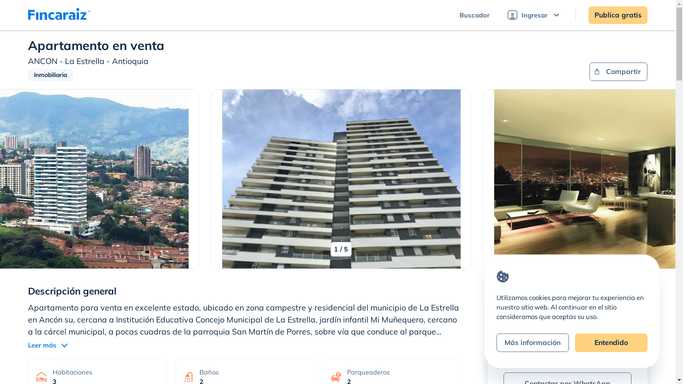 Fincaraiz
Buscador
Ingresar
Publica gratis
Apartamento en venta
ANCON - La Estrella - Antioquia
Inmobiliaria
Compartir
1 / 5
Descripción general
Apartamento para venta en excelente estado, ubicado en zona campestre y residencial del municipio de La Estrella
en Ancón su, cercana a Institución Educativa Concejo Municipal de La Estrella, jardín infantil Mi Muñequero, cercano
a la cárcel municipal, a pocas cuadras de la parroquia San Martín de Porres, sobre vía que conduce al parque...
Leer más
Habitaciones
3
Baños
2
Parqueaderos
2
Utilizamos cookies para mejorar tu experiencia en
nuestro sitio web. Al continuar en el sitio
consideramos que aceptas su uso.
Más información
Entendido
Contactar por WhatsApp